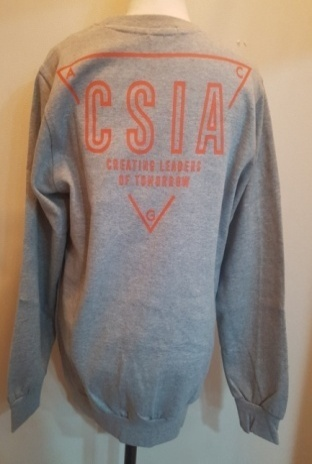 A C
CSIA
CREATING LEADERS
OF TOMORROW
G